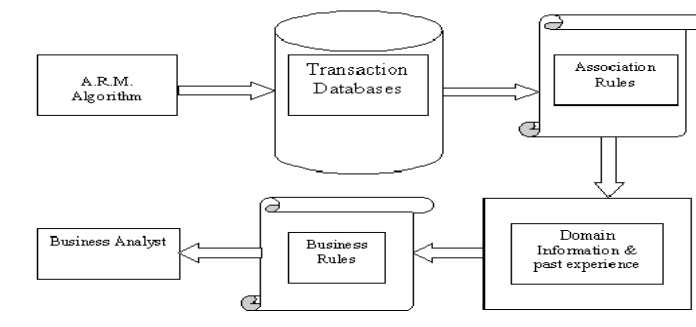 A.R.M.
Algorithm
Transaction
Databases
Association
Rules
Domain
Information &
past experience
Business
Rules
Business Analyst